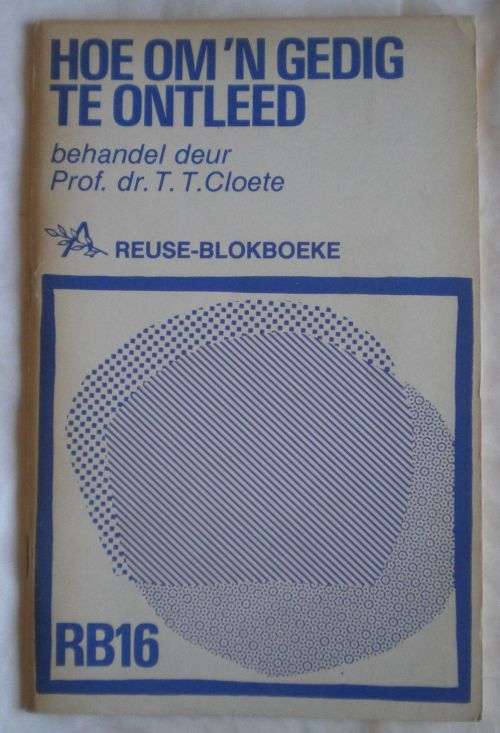 HOE OM 'N GEDIG
TE ONTLEED
behandel deur
Prof. dr. T. T. Cloete
REUSE-BLOKBOEKE
RB16